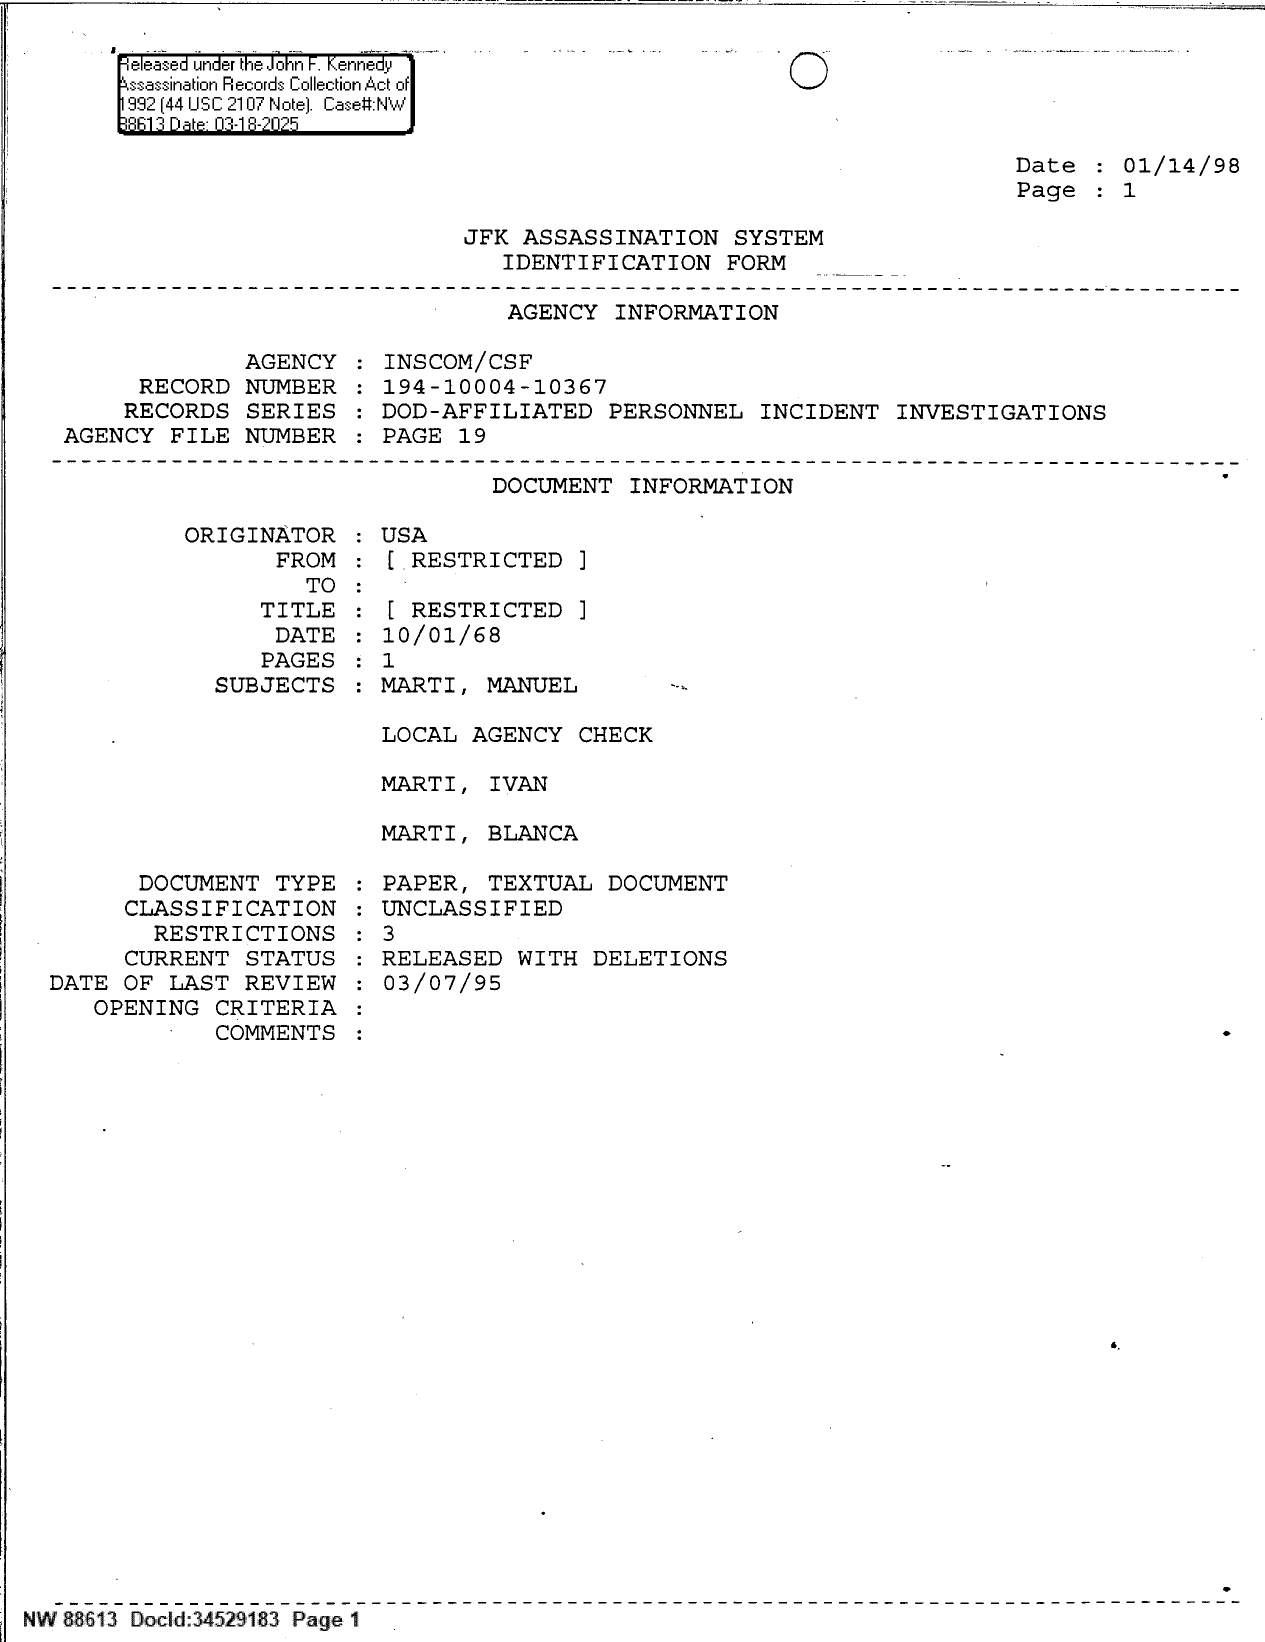 Released under the John F. Kennedy
Assassination Records Collection Act of
1992 (44 USC 2107 Note). Case#:NW
88613 Date: 03-18-2025
Date : 01/14/98
Page : 1
JFK ASSASSINATION SYSTEM
IDENTIFICATION FORM
AGENCY INFORMATION
AGENCY : INSCOM/CSF
RECORD NUMBER : 194-10004-10367
RECORDS SERIES : DOD-AFFILIATED PERSONNEL INCIDENT INVESTIGATIONS
AGENCY FILE NUMBER : PAGE 19
DOCUMENT INFORMATION
ORIGINATOR : USA
FROM : [ RESTRICTED ]
TO :
TITLE : [ RESTRICTED ]
DATE : 10/01/68
PAGES : 1
SUBJECTS : MARTI, MANUEL
LOCAL AGENCY CHECK
MARTI, IVAN
MARTI, BLANCA
DOCUMENT TYPE : PAPER, TEXTUAL DOCUMENT
CLASSIFICATION : UNCLASSIFIED
RESTRICTIONS : 3
CURRENT STATUS : RELEASED WITH DELETIONS
DATE OF LAST REVIEW : 03/07/95
OPENING CRITERIA :
COMMENTS :
NW 88613 DocId:34529183 Page 1